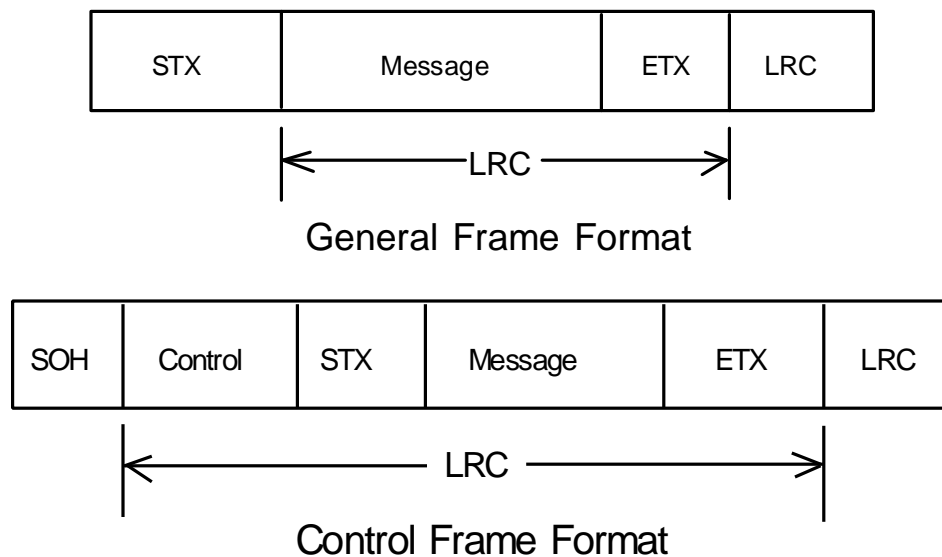 STX Message ETX LRC
LRC
General Frame Format
SOH Control STX Message ETX LRC
LRC
Control Frame Format